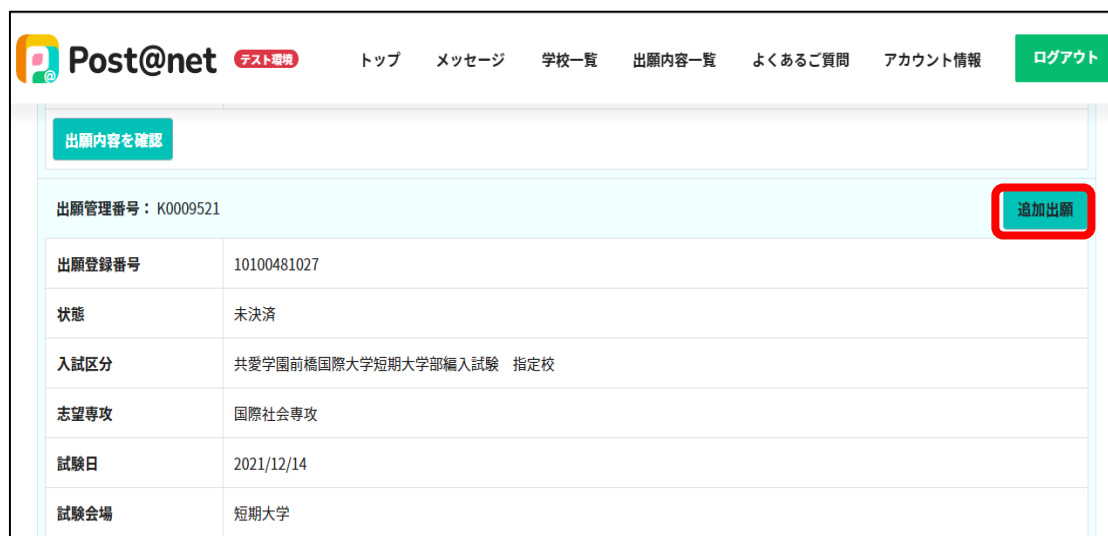 Post@net テスト環境 トップ メッセージ 学校一覧 出願内容一覧 よくあるご質問 アカウント情報 ログアウト
出願内容を確認
出願管理番号： K0009521 追加出願
出願登録番号 10100481027
状態 未決済
入試区分 共愛学園前橋国際大学短期大学部編入試験　指定校
志望専攻 国際社会専攻
試験日 2021/12/14
試験会場 短期大学